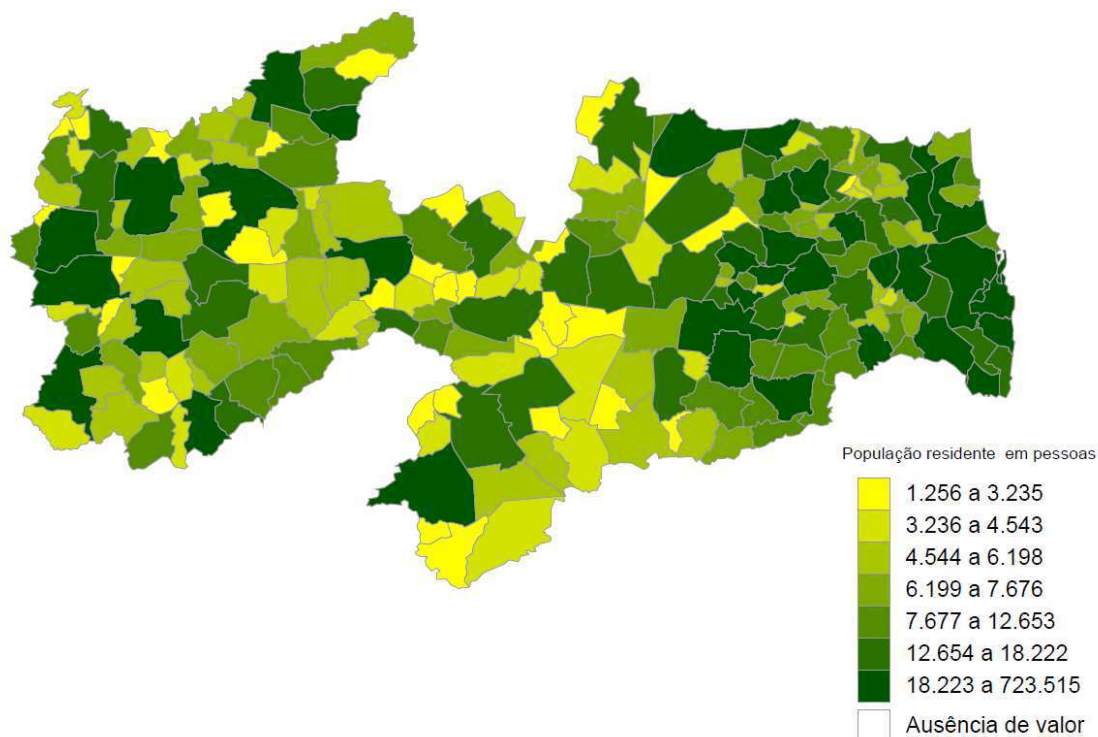 População residente em pessoas
1.256 a 3.235
3.236 a 4.543
4.544 a 6.198
6.199 a 7.676
7.677 a 12.653
12.654 a 18.222
18.223 a 723.515
Ausência de valor